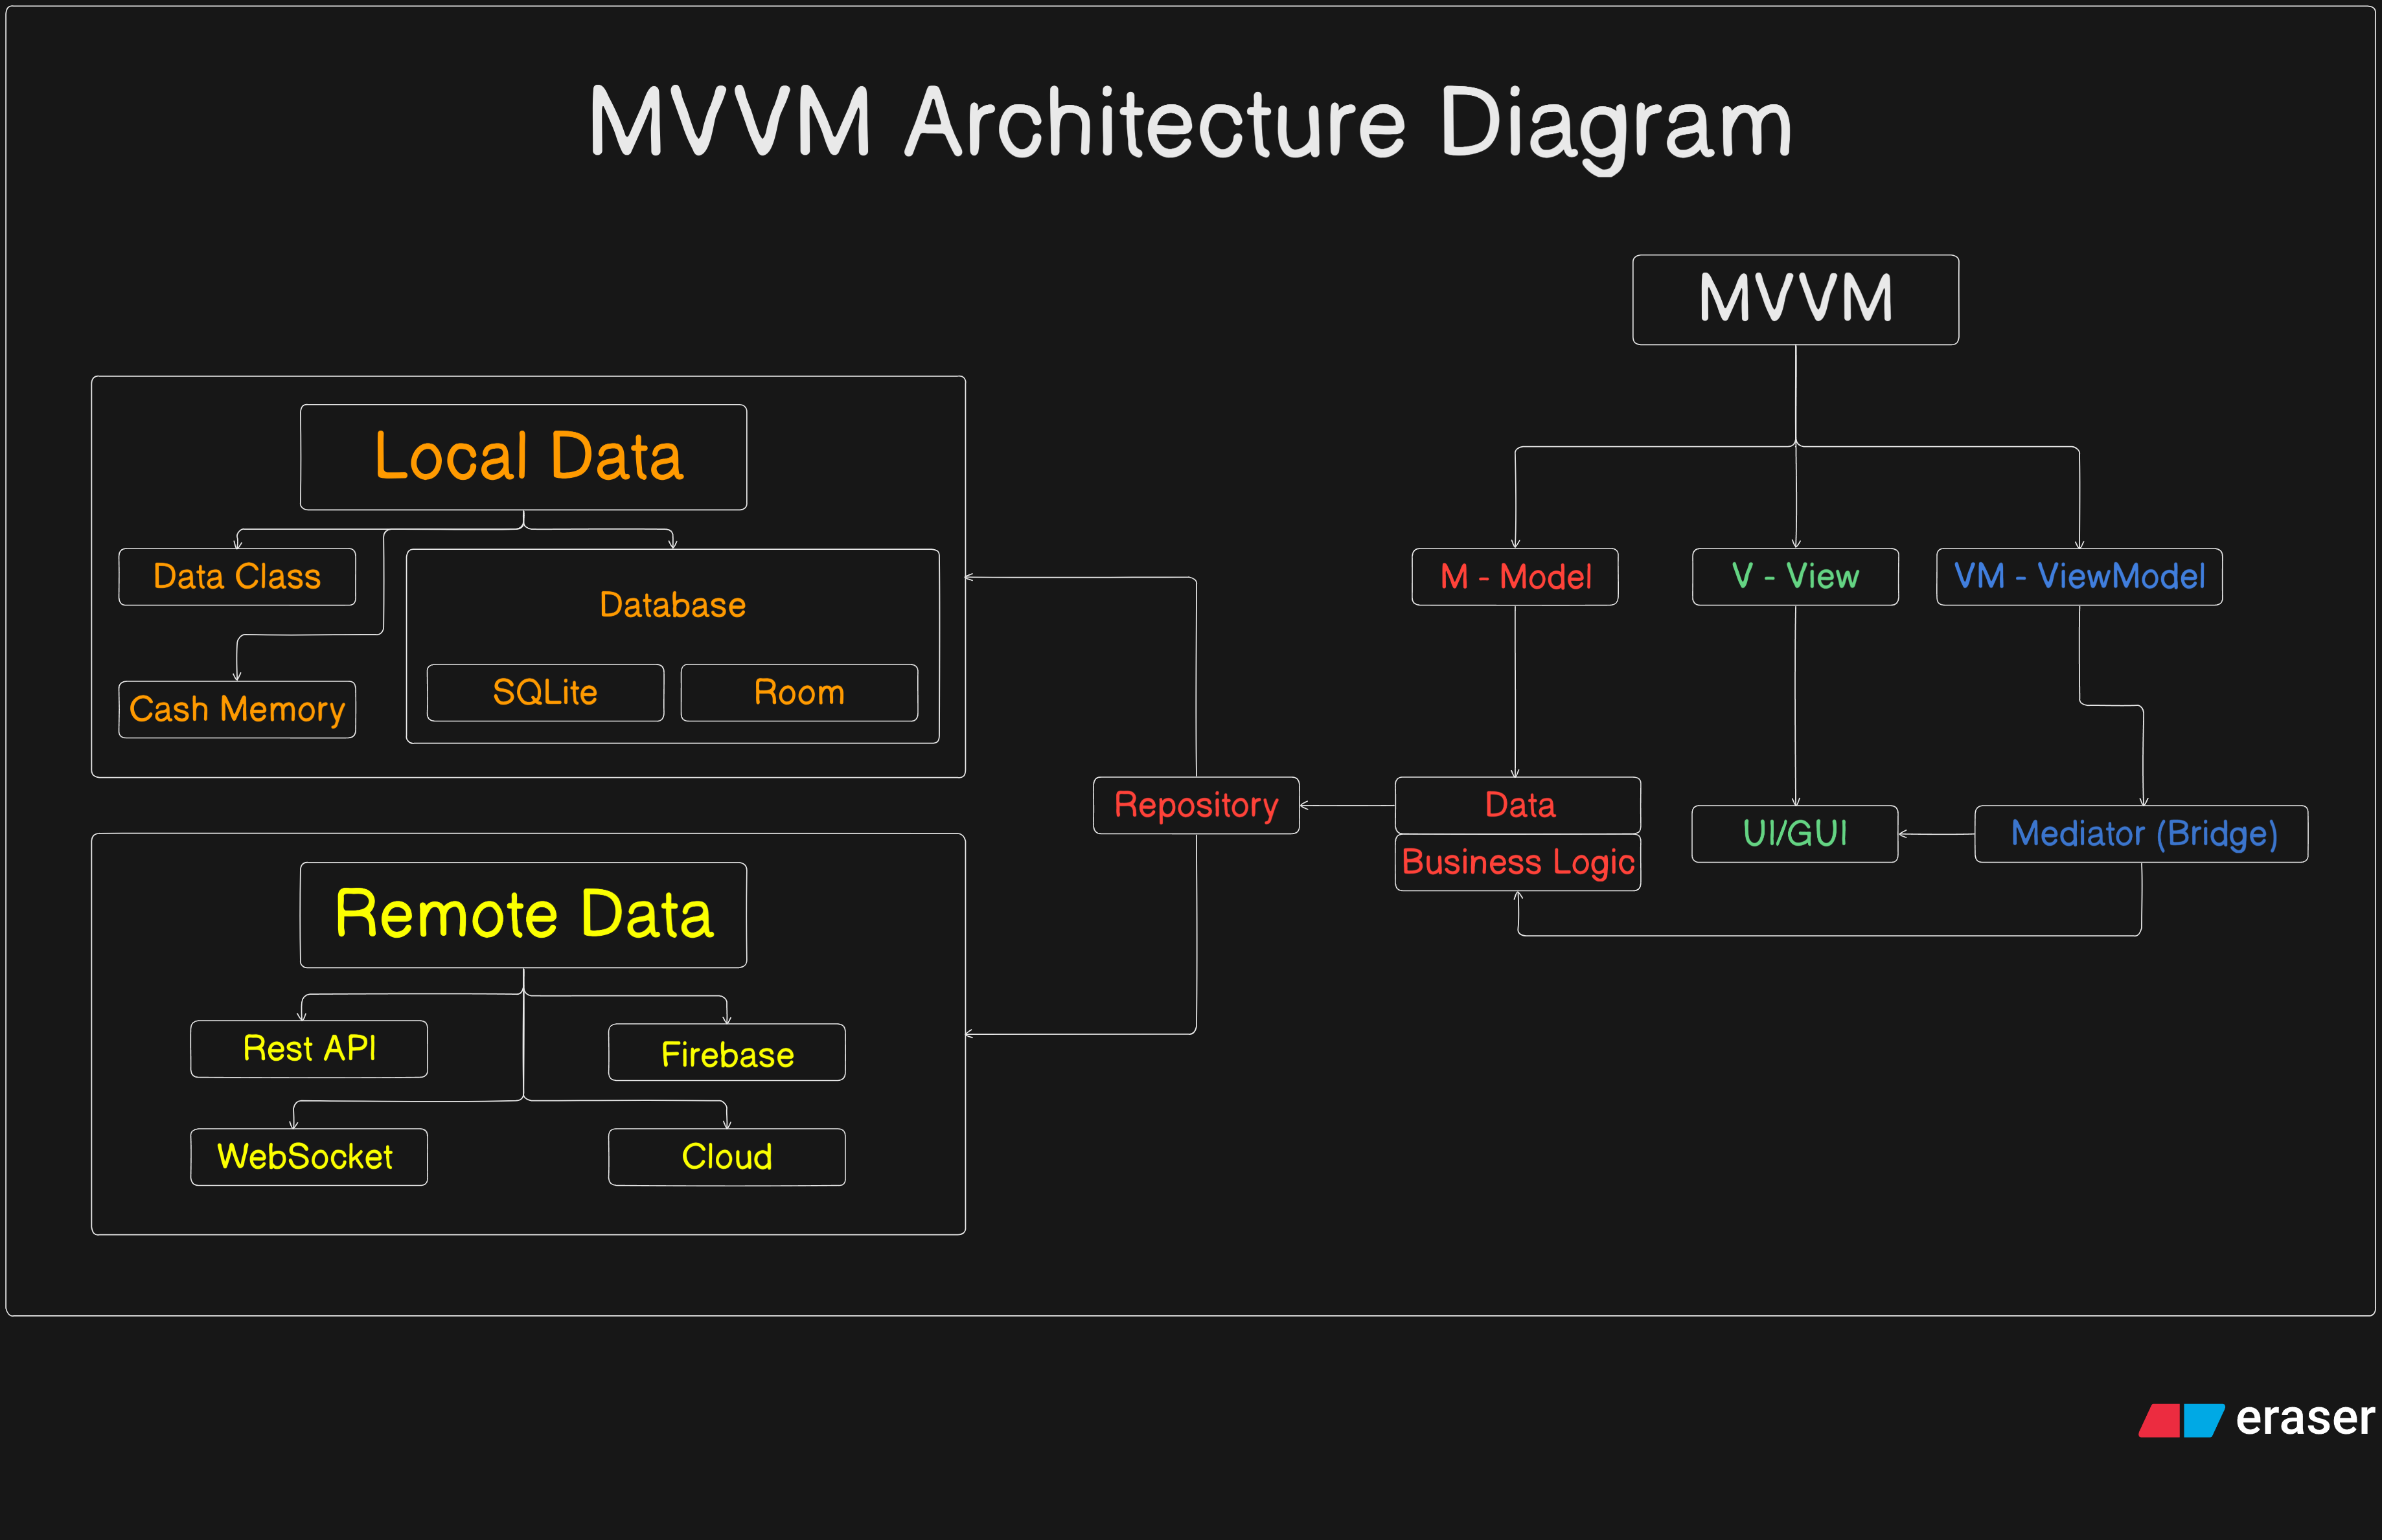 MVVM Architecture Diagram
MVVM
Local Data
Data Class
Database
Cash Memory
SQLite
Room
M - Model
V - View
VM - ViewModel
Repository
Data
Business Logic
UI/GUI
Mediator (Bridge)
Remote Data
Rest API
Firebase
WebSocket
Cloud
eraser